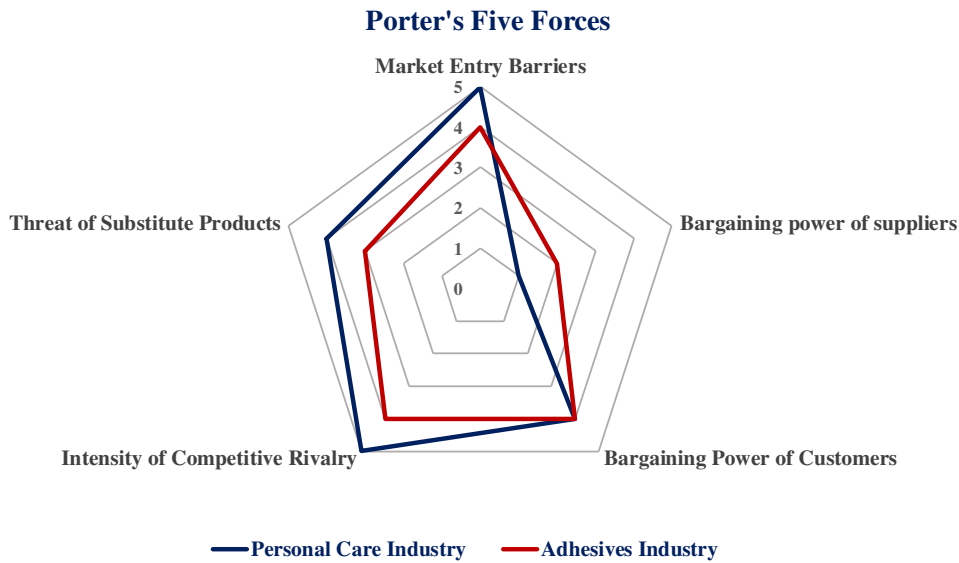 Porter's Five Forces
Market Entry Barriers
5
4
3
2
1
0
Threat of Substitute Products
Bargaining power of suppliers
Intensity of Competitive Rivalry
Bargaining Power of Customers
Personal Care Industry
Adhesives Industry